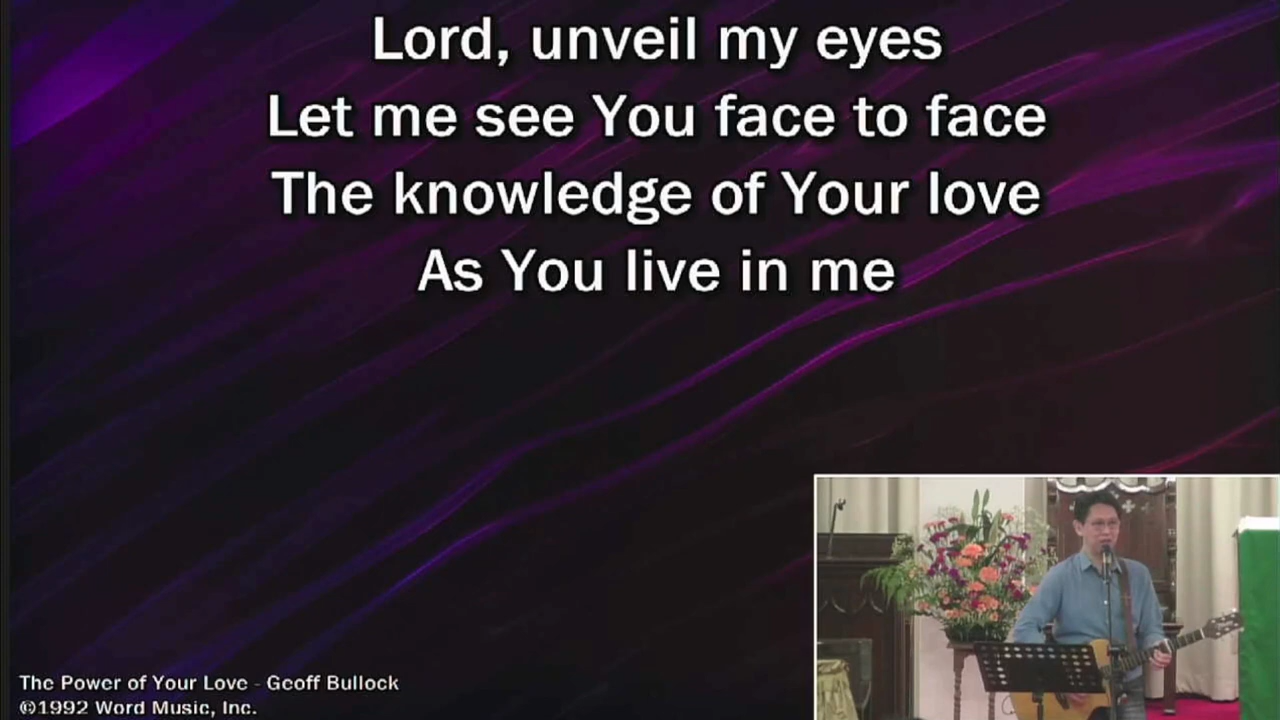 Lord, unveil my eyes
Let me see You face to face
The knowledge of Your love
As You live in me
The Power of Your Love - Geoff Bullock
©1992 Word Music, Inc.